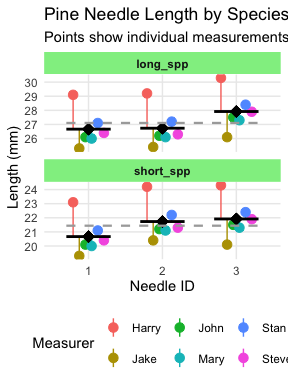 Pine Needle Length by Species
Points show individual measurements
long_spp
30
29
28
27
26
short_spp
24
23
22
21
20
1 2 3
Length (mm)
Needle ID
Measurer
Harry John Stan
Jake Mary Steve